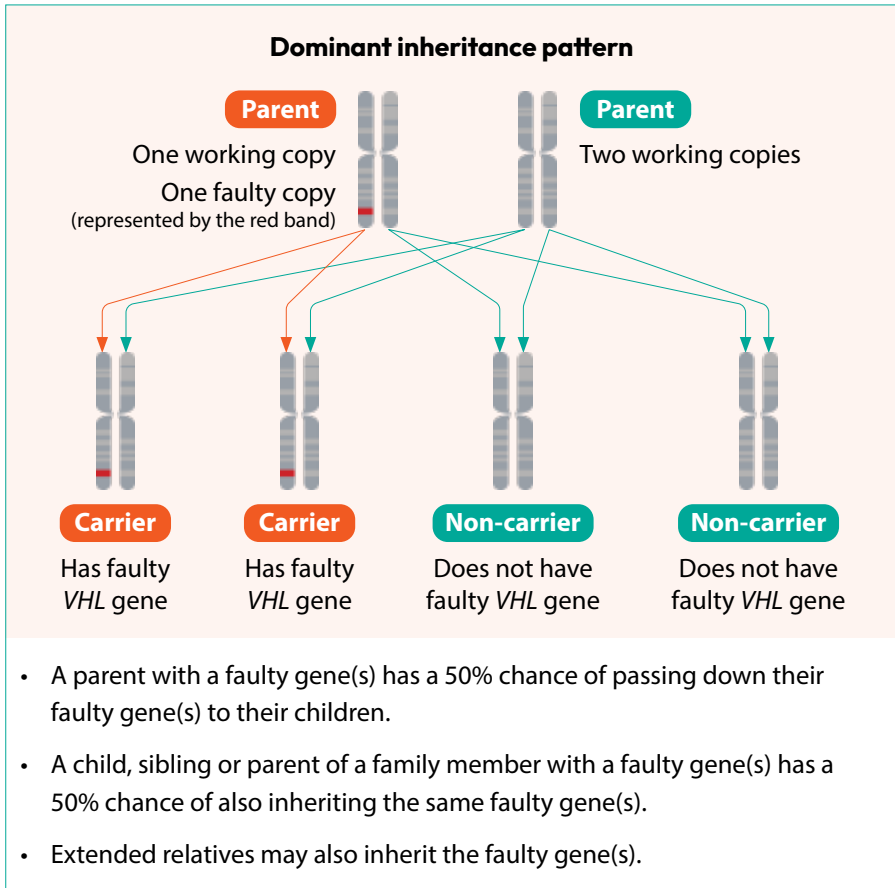 Dominant inheritance pattern
Parent
One working copy
One faulty copy
(represented by the red band)
Parent
Two working copies
Carrier
Has faulty
VHL gene
Carrier
Has faulty
VHL gene
Non-carrier
Does not have
faulty VHL gene
Non-carrier
Does not have
faulty VHL gene
• A parent with a faulty gene(s) has a 50% chance of passing down their
faulty gene(s) to their children.
• A child, sibling or parent of a family member with a faulty gene(s) has a
50% chance of also inheriting the same faulty gene(s).
• Extended relatives may also inherit the faulty gene(s).